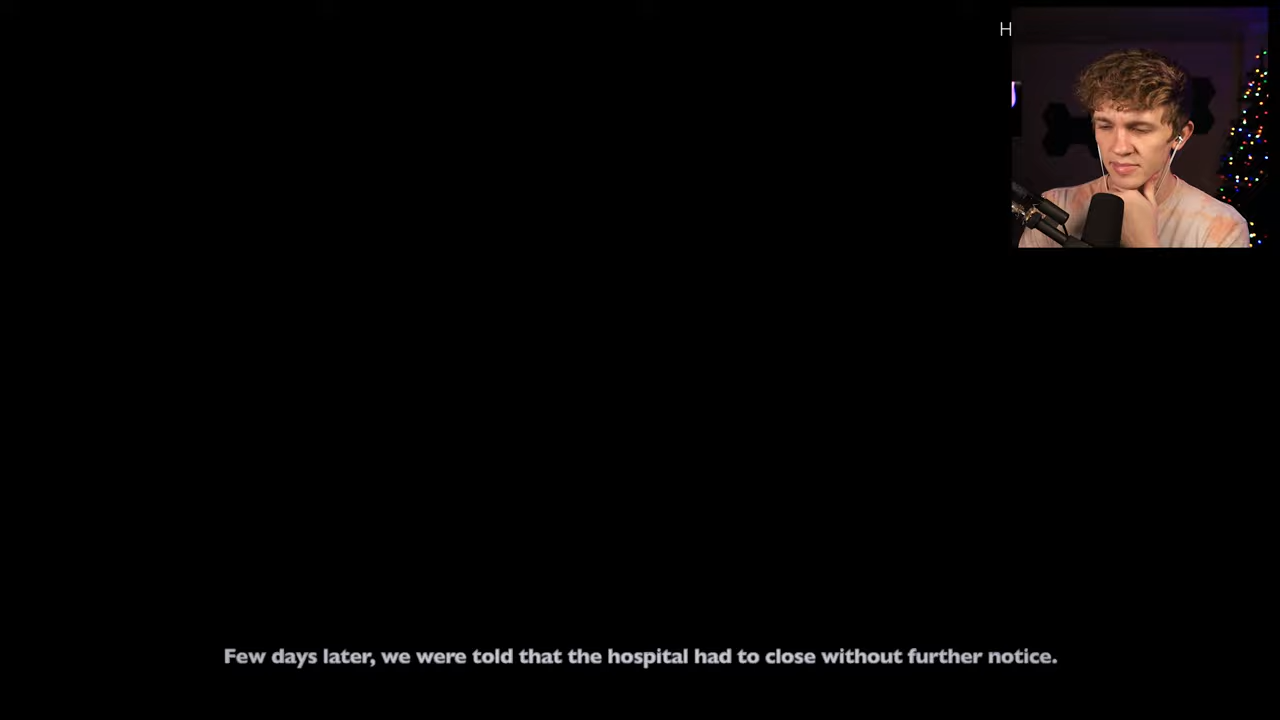 H
Few days later, we were told that the hospital had to close without further notice.